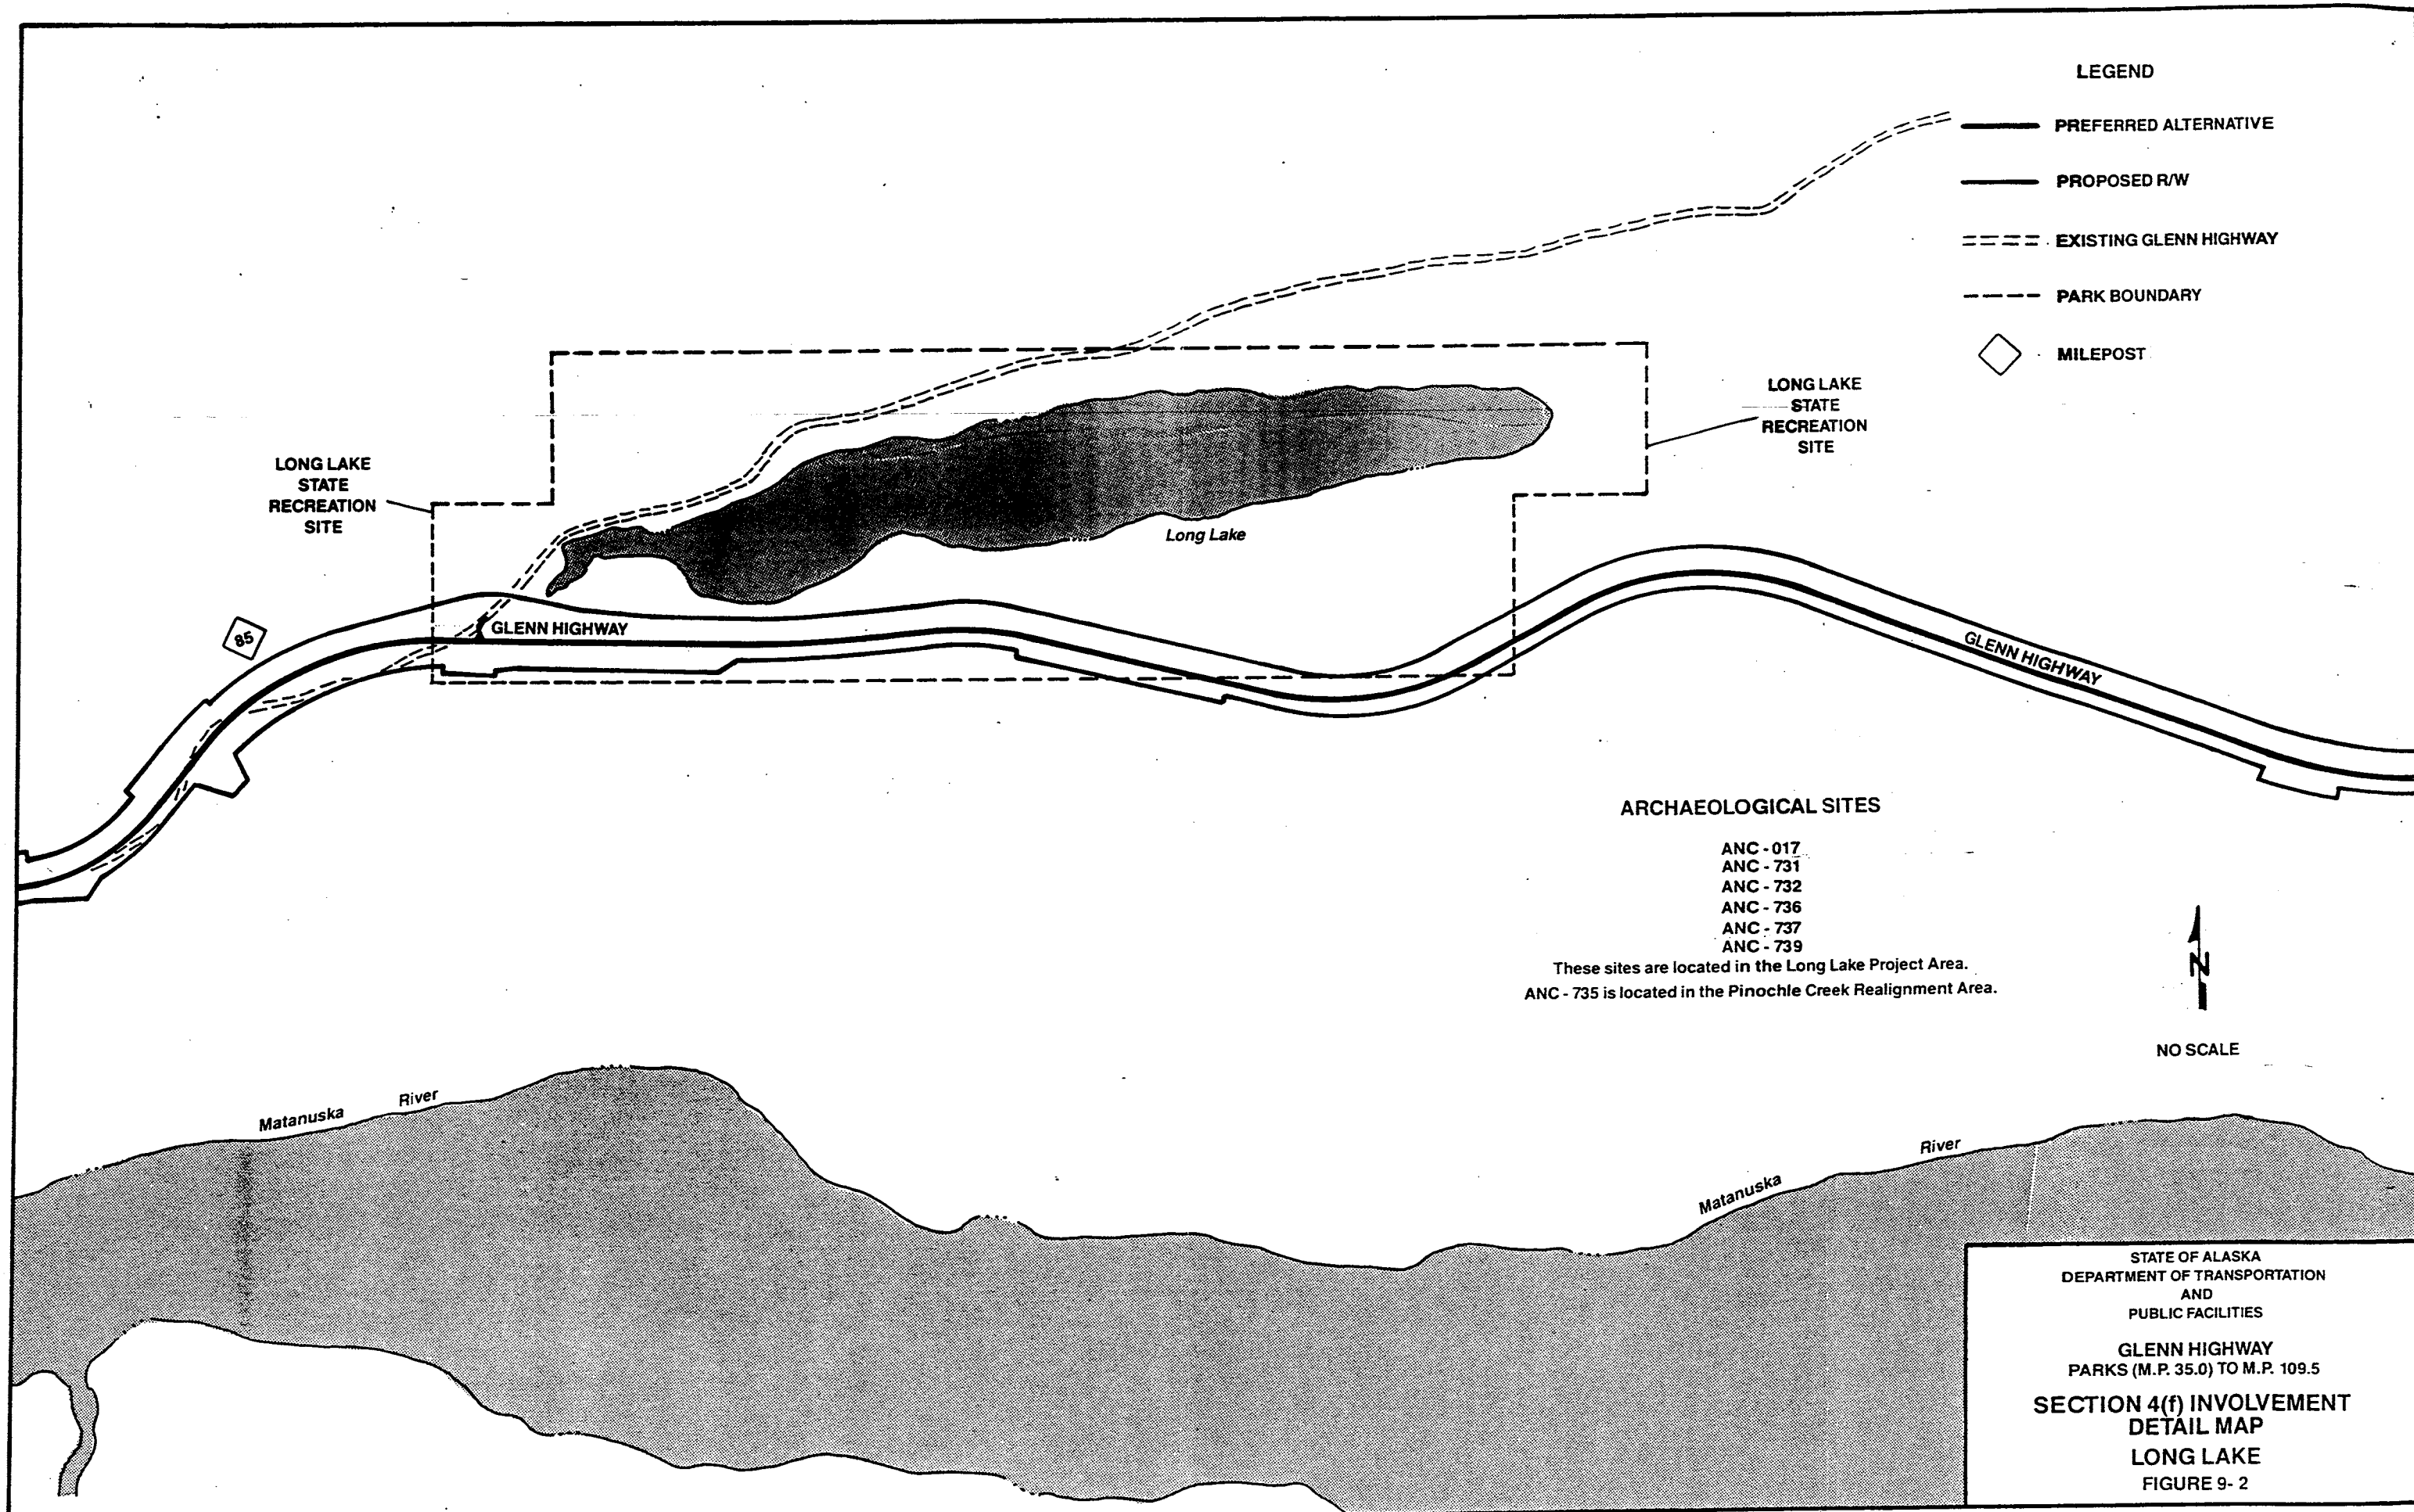 LEGEND
PREFERRED ALTERNATIVE
PROPOSED R/W
EXISTING GLENN HIGHWAY
PARK BOUNDARY
MILEPOST
LONG LAKE
STATE
RECREATION
SITE
LONG LAKE
STATE
RECREATION
SITE
Long Lake
85
GLENN HIGHWAY
GLENN HIGHWAY
ARCHAEOLOGICAL SITES
ANC - 017
ANC - 731
ANC - 732
ANC - 736
ANC - 737
ANC - 739
These sites are located in the Long Lake Project Area.
ANC - 735 is located in the Pinochle Creek Realignment Area.
N
NO SCALE
Matanuska River
Matanuska River
STATE OF ALASKA
DEPARTMENT OF TRANSPORTATION
AND
PUBLIC FACILITIES
GLENN HIGHWAY
PARKS (M.P. 35.0) TO M.P. 109.5
SECTION 4(f) INVOLVEMENT
DETAIL MAP
LONG LAKE
FIGURE 9- 2